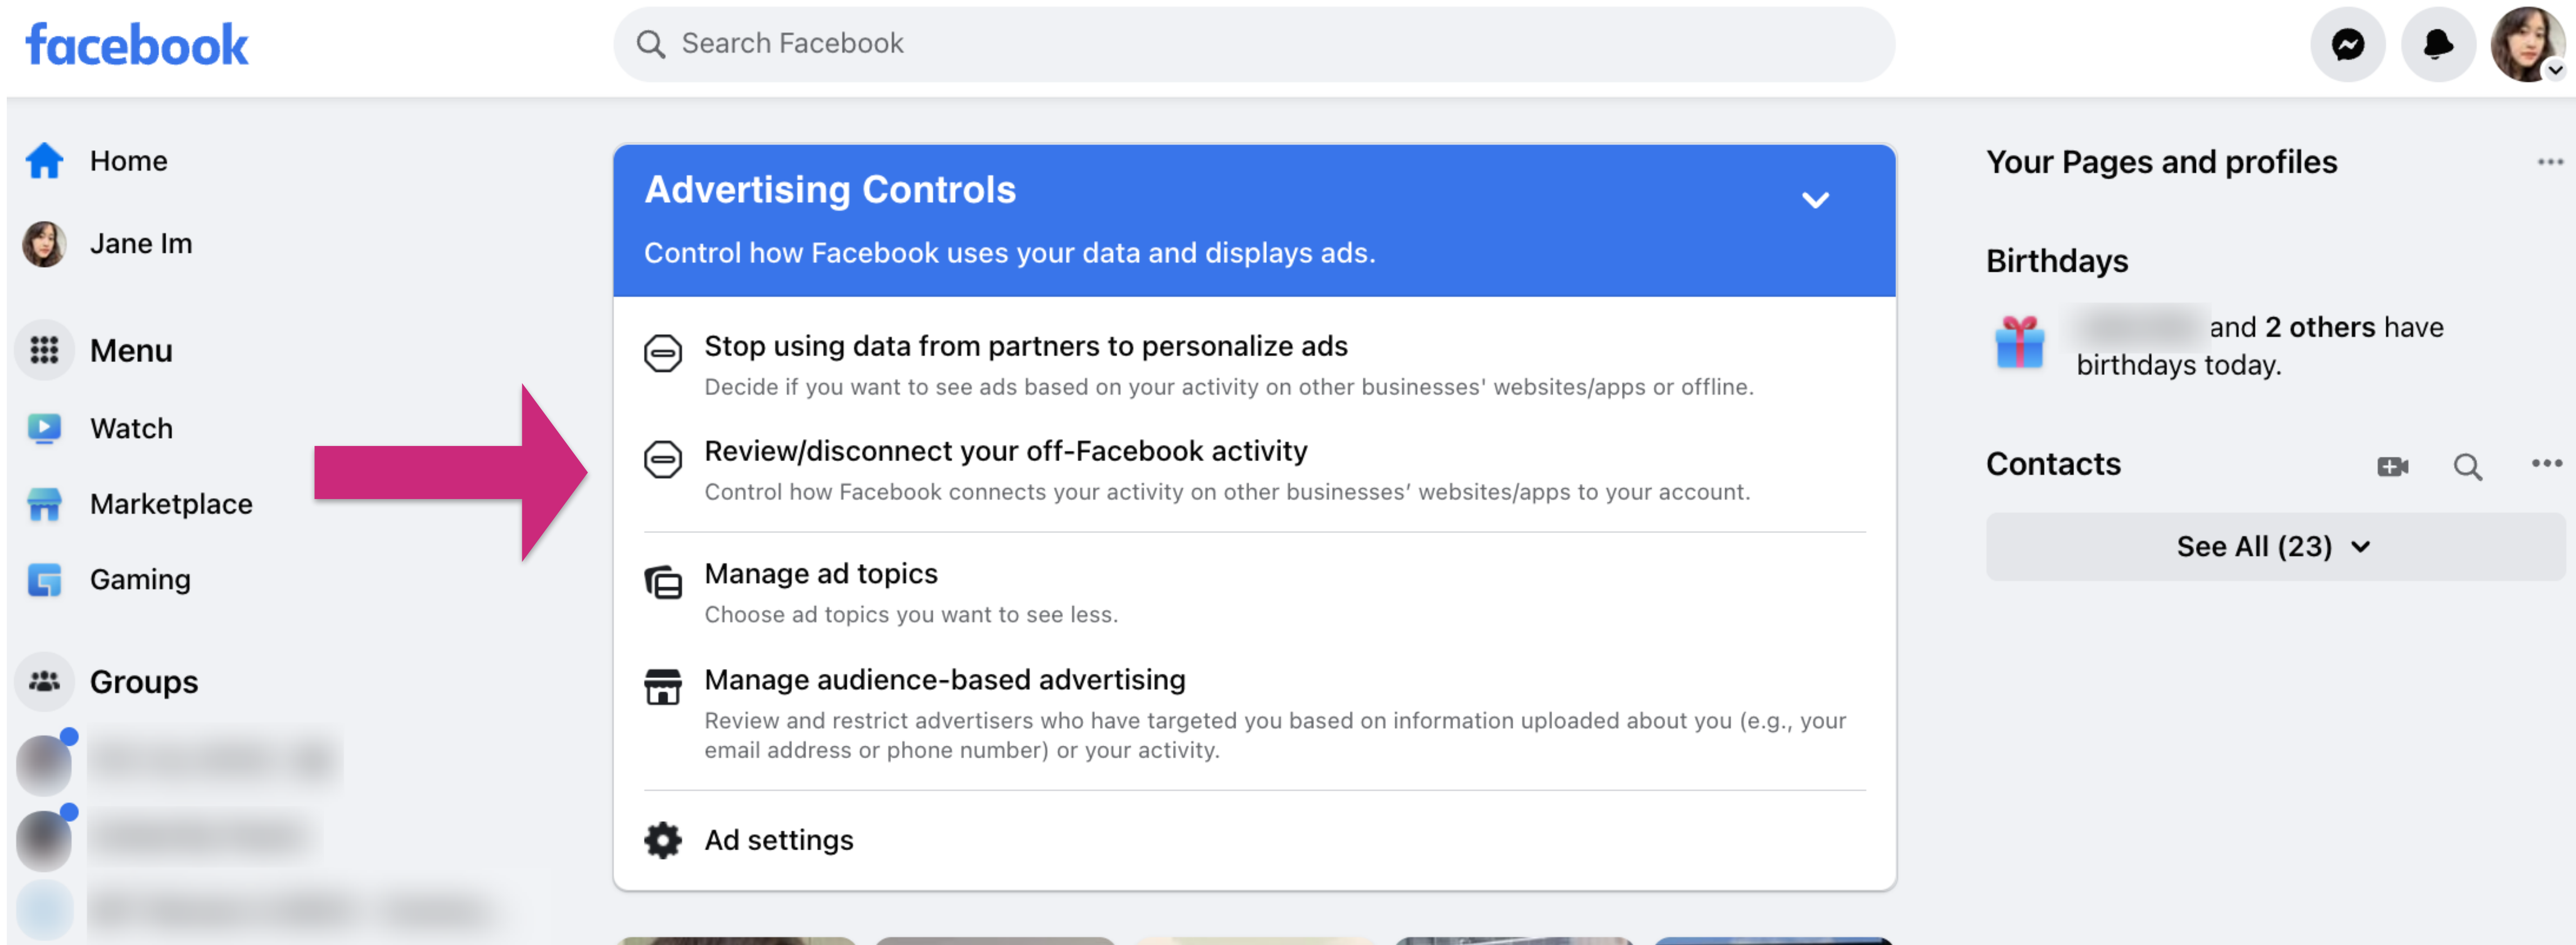 facebook
Search Facebook
Home
Jane Im
Menu
Watch
Marketplace
Gaming
Groups
Advertising Controls
Control how Facebook uses your data and displays ads.
Stop using data from partners to personalize ads
Decide if you want to see ads based on your activity on other businesses' websites/apps or offline.
Review/disconnect your off-Facebook activity
Control how Facebook connects your activity on other businesses’ websites/apps to your account.
Manage ad topics
Choose ad topics you want to see less.
Manage audience-based advertising
Review and restrict advertisers who have targeted you based on information uploaded about you (e.g., your
email address or phone number) or your activity.
Ad settings
Your Pages and profiles
Birthdays
and 2 others have
birthdays today.
Contacts
See All (23)